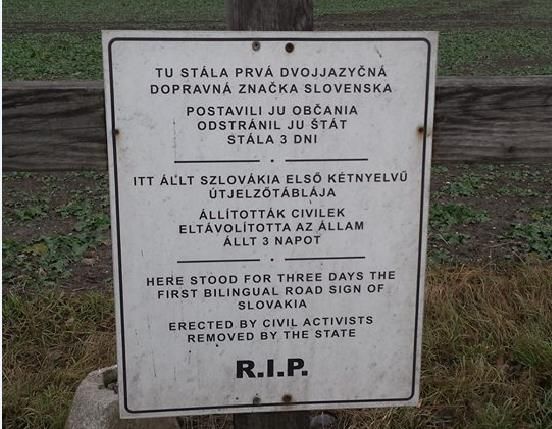 TU STÁLA PRVÁ DVOJJAZYČNÁ
DOPRAVNÁ ZNAČKA SLOVENSKA
POSTAVILI JU OBČANIA
ODSTRÁNIL JU ŠTÁT
STÁLA 3 DNI
ITT ÁLLT SZLOVÁKIA ELSŐ KÉTNYELVŰ
ÚTJELZŐTÁBLÁJA
ÁLLÍTOTTÁK CIVILEK
ELTÁVOLÍTOTTA AZ ÁLLAM
ÁLLT 3 NAPOT
HERE STOOD FOR THREE DAYS THE
FIRST BILINGUAL ROAD SIGN OF
SLOVAKIA
ERECTED BY CIVIL ACTIVISTS
REMOVED BY THE STATE
R.I.P.